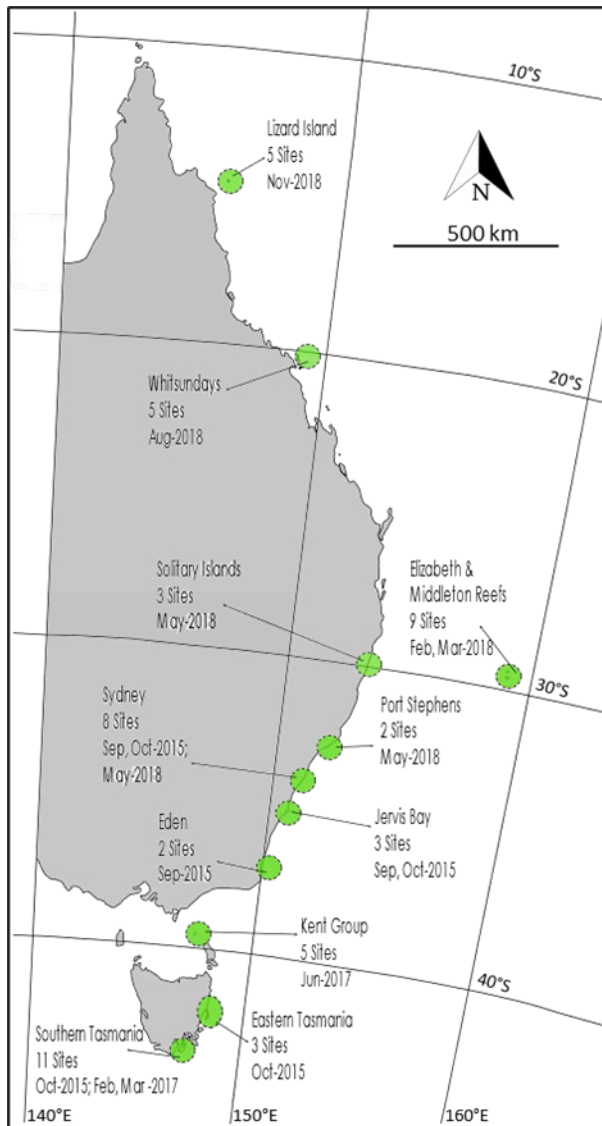 10°S
Lizard Island
5 Sites
Nov-2018
N
500 km
20°S
Whitsundays
5 Sites
Aug-2018
Solitary Islands
3 Sites
May-2018
Elizabeth &
Middleton Reefs
9 Sites
Feb, Mar-2018
30°S
Sydney
8 Sites
Sep, Oct-2015;
May-2018
Port Stephens
2 Sites
May-2018
Eden
2 Sites
Sep-2015
Jervis Bay
3 Sites
Sep, Oct-2015
Kent Group
5 Sites
Jun-2017
40°S
Southern Tasmania
11 Sites
Oct-2015; Feb, Mar -2017
Eastern Tasmania
3 Sites
Oct-2015
140°E
150°E
160°E